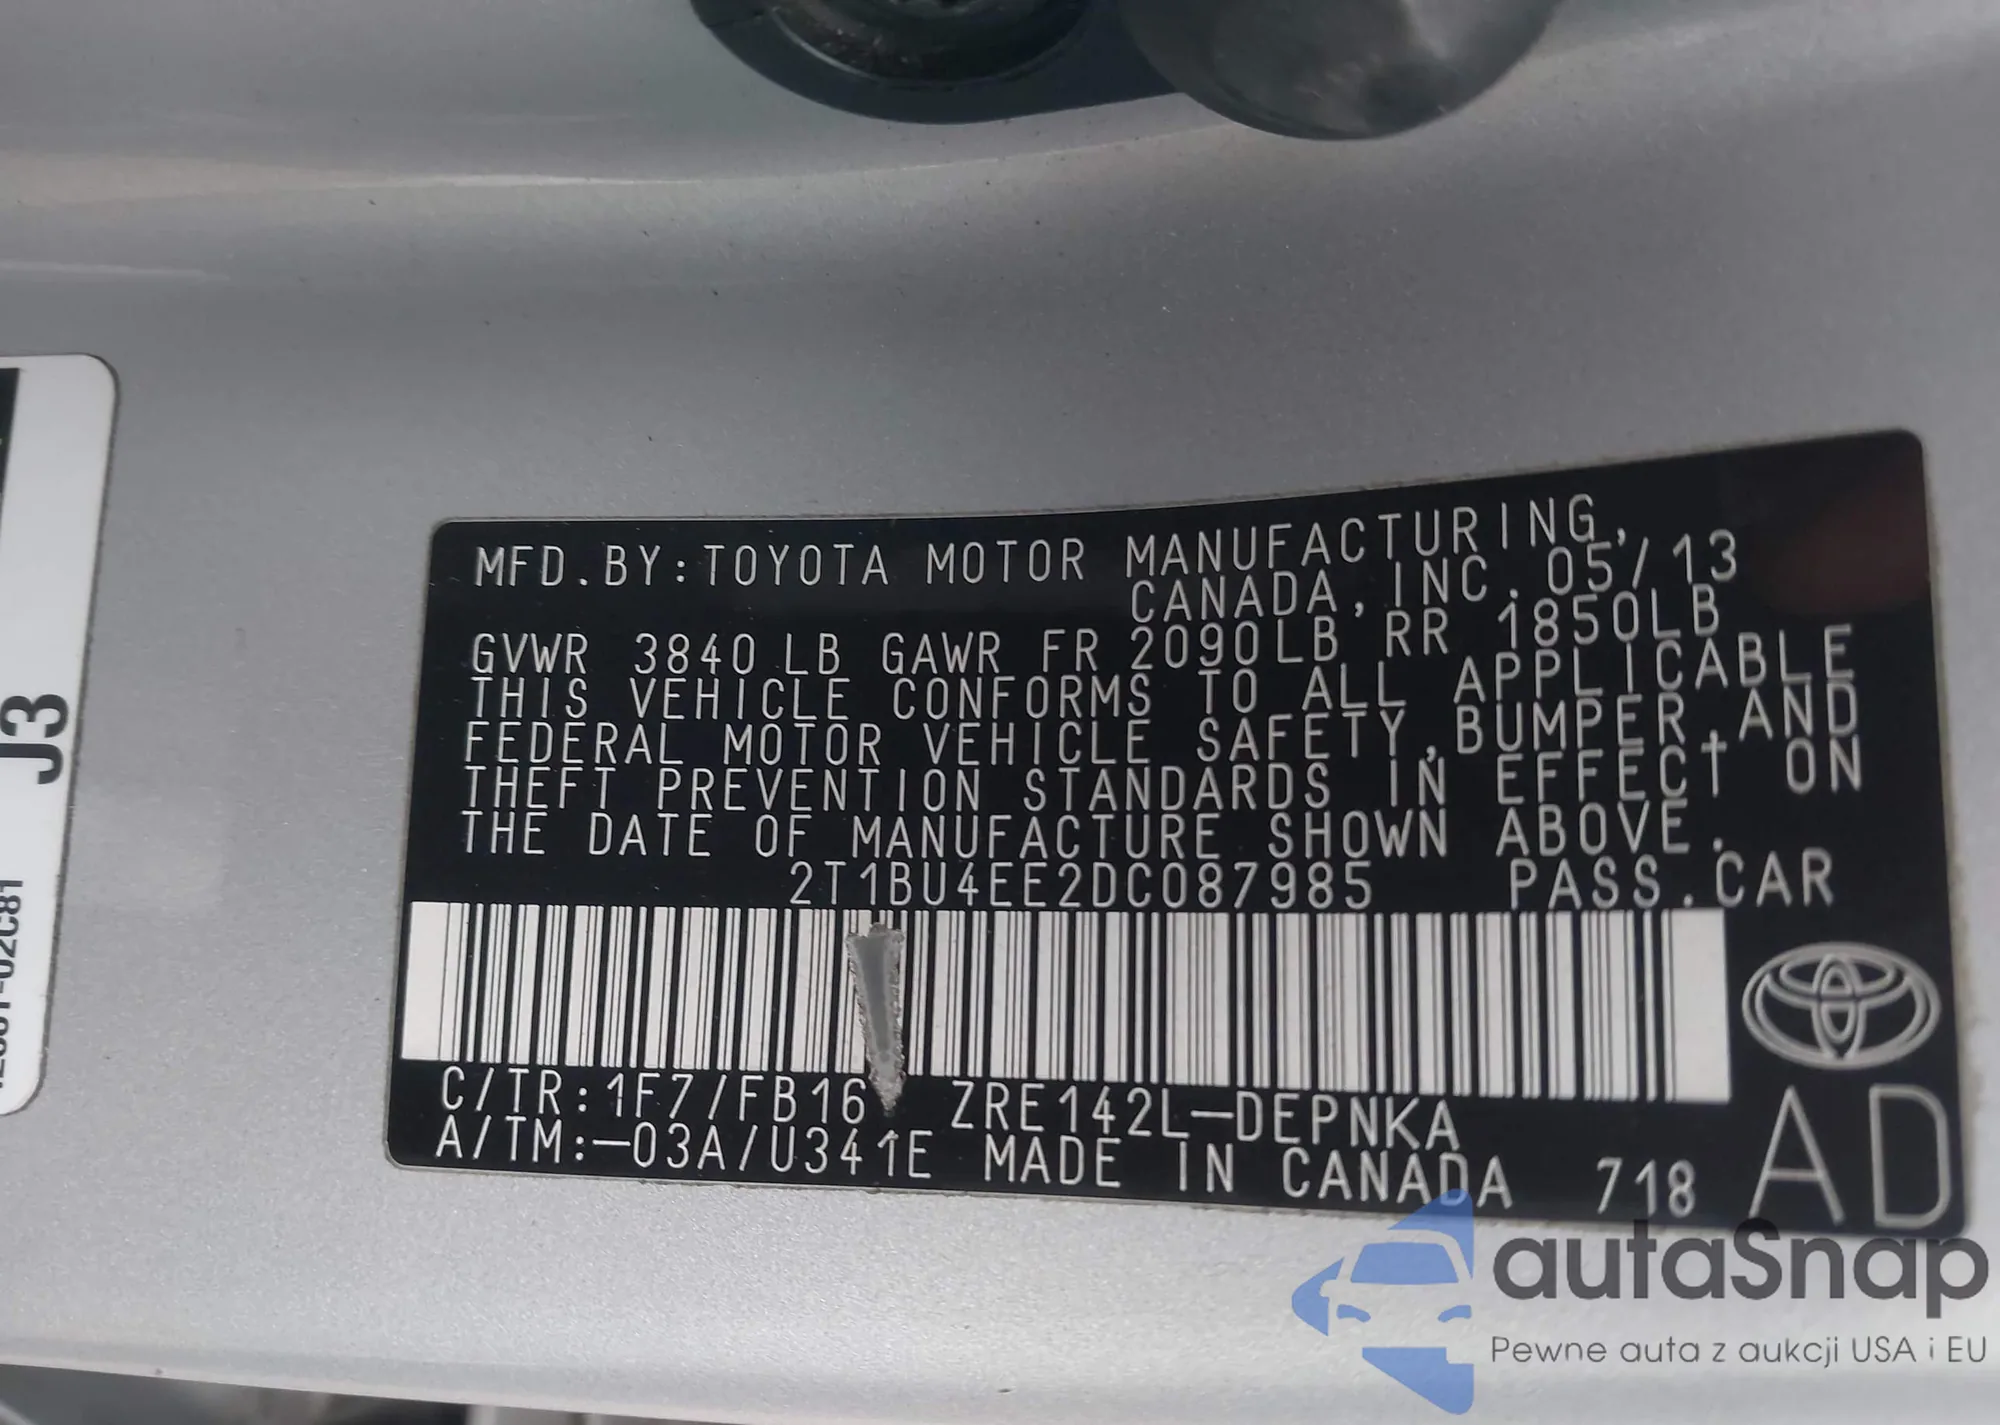 MFD.BY:TOYOTA MOTOR MANUFACTURING,
CANADA,INC. 05/13
GVWR 3840LB GAWR FR 2090LB RR 1850LB
THIS VEHICLE CONFORMS TO ALL APPLICABLE
FEDERAL MOTOR VEHICLE SAFETY,BUMPER,AND
THEFT PREVENTION STANDARDS IN EFFECT ON
THE DATE OF MANUFACTURE SHOWN ABOVE.
2T1BU4EE2DC087985 PASS.CAR
C/TR:1F7/FB16 ZRE142L-DEPNKA
A/TM:-03A/U341E MADE IN CANADA 718
AD
J3
autaSnap
Pewne auta z aukcji USA i EU